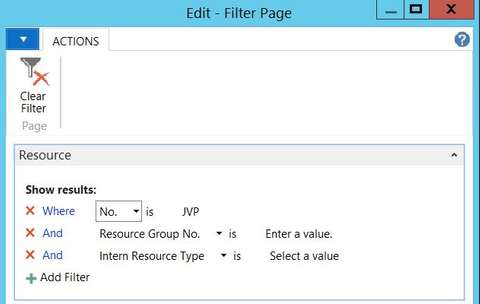 Edit - Filter Page
ACTIONS
Clear
Filter
Page
Resource
Show results:
Where No. is JVP
And Resource Group No. is Enter a value.
And Intern Resource Type is Select a value
Add Filter